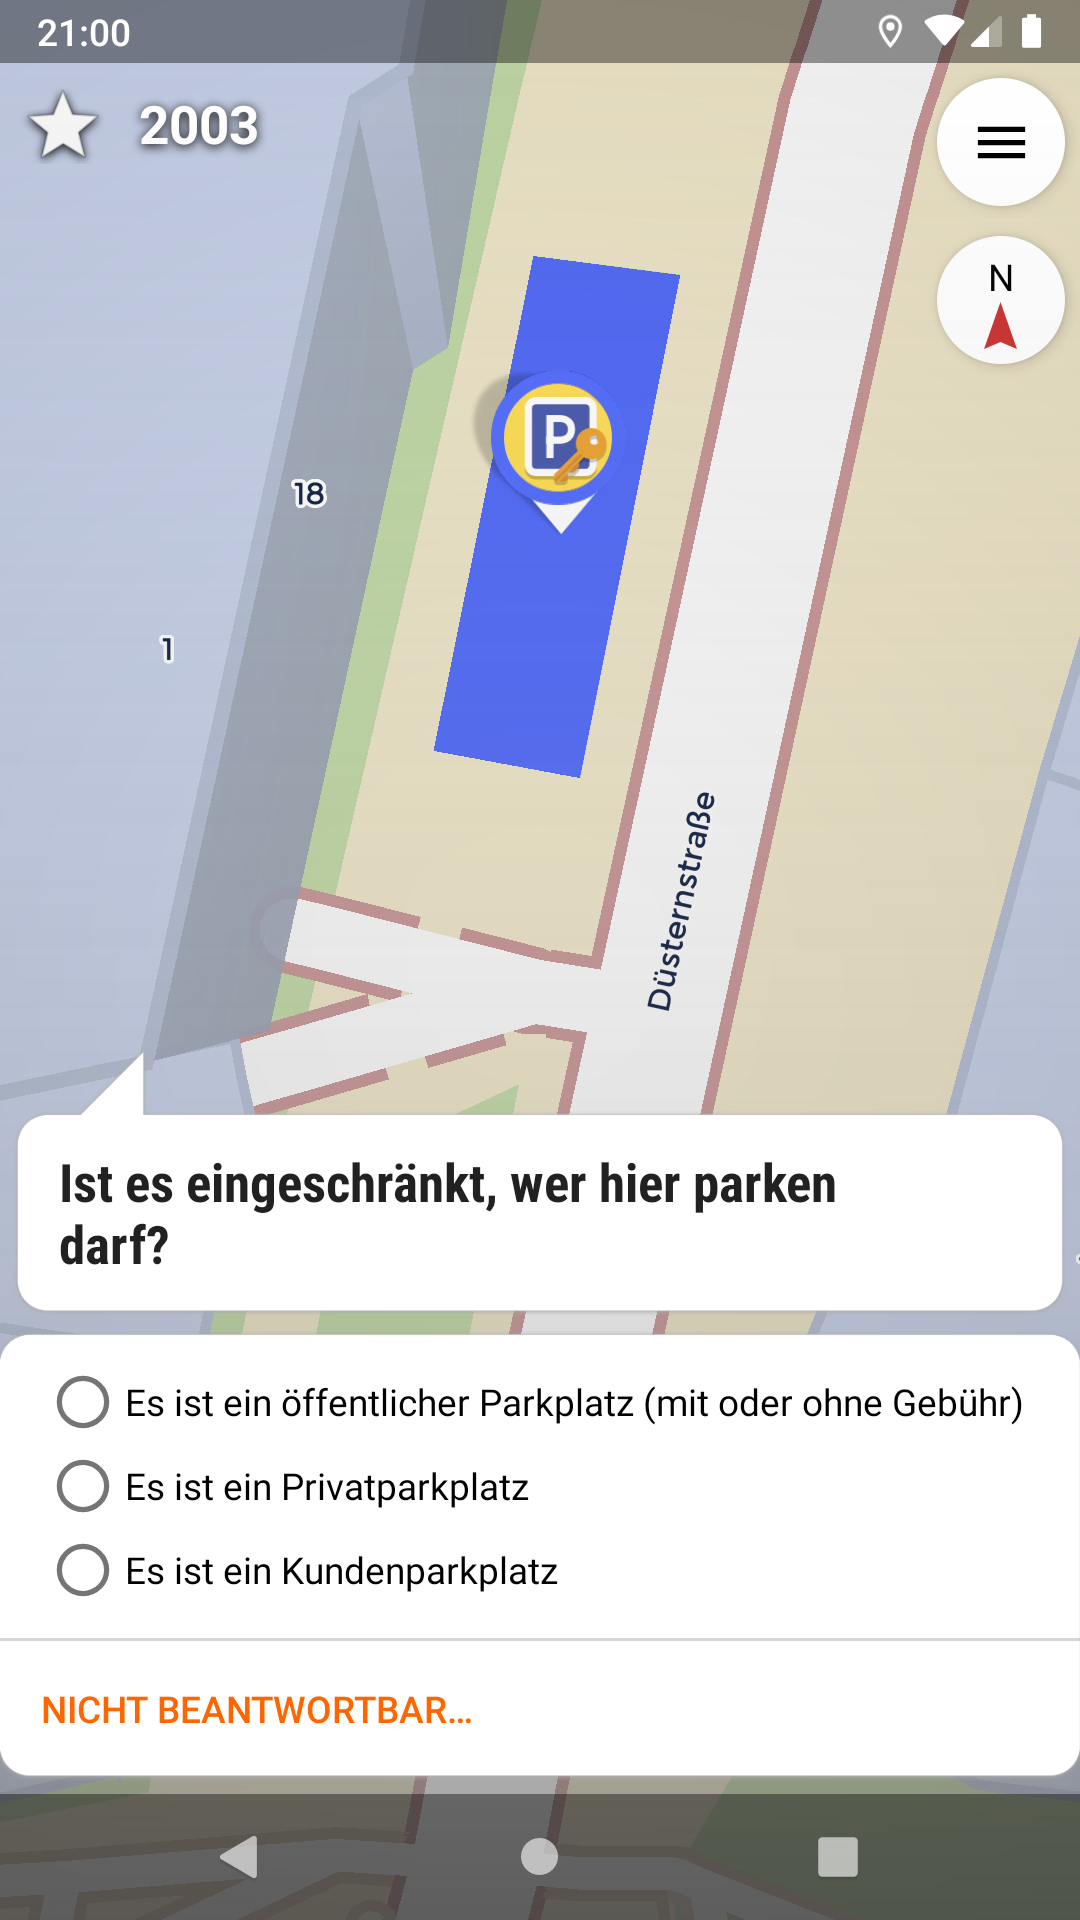 21:00
2003
N
P
18
1
Düsternstraße
Ist es eingeschränkt, wer hier parken
darf?
Es ist ein öffentlicher Parkplatz (mit oder ohne Gebühr)
Es ist ein Privatparkplatz
Es ist ein Kundenparkplatz
NICHT BEANTWORTBAR…